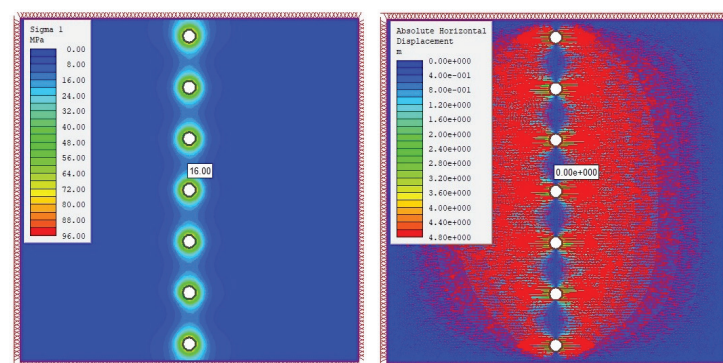 Sigma 1
MPa
0.00
8.00
16.00
24.00
32.00
40.00
48.00
56.00
64.00
72.00
80.00
88.00
96.00
16.00
Absolute Horizontal
Displacement
m
0.00e+000
4.00e-001
8.00e-001
1.20e+000
1.60e+000
2.00e+000
2.40e+000
2.80e+000
3.20e+000
3.60e+000
4.00e+000
4.40e+000
4.80e+000
0.00e+000